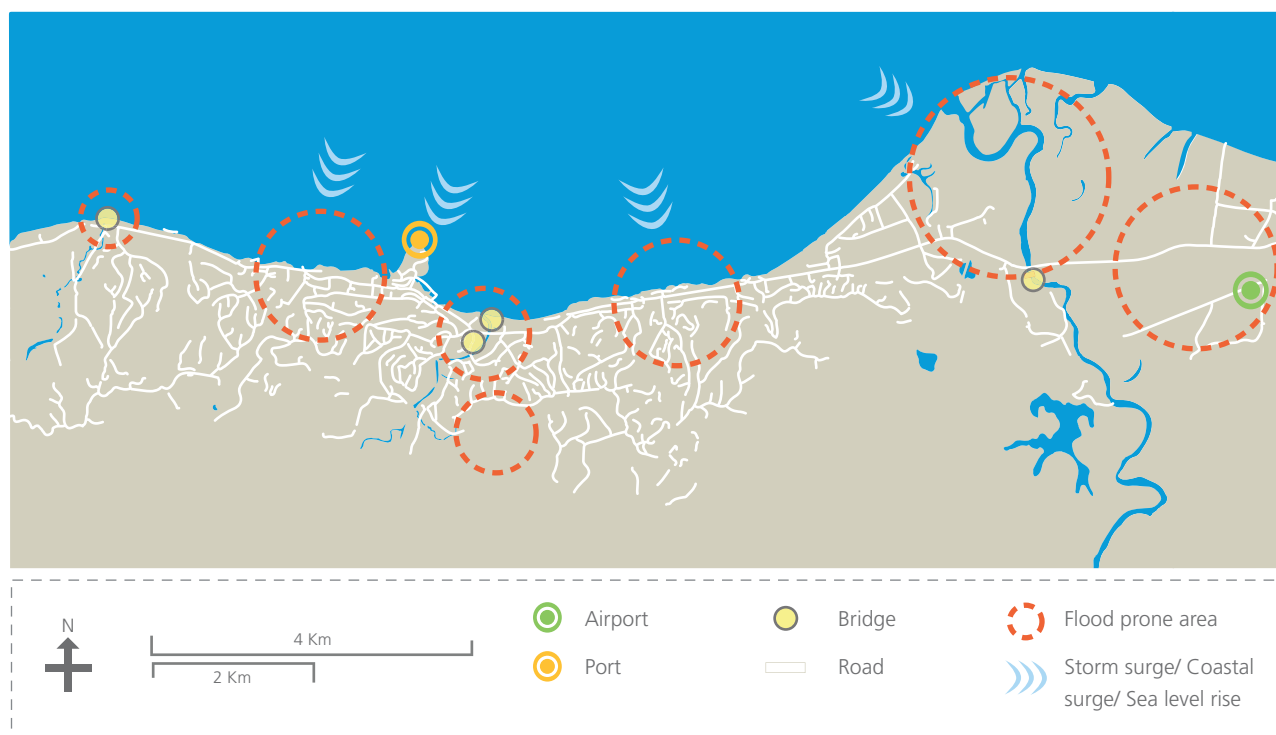 N
4 Km
2 Km
Airport
Port
Bridge
Road
Flood prone area
Storm surge/ Coastal
surge/ Sea level rise